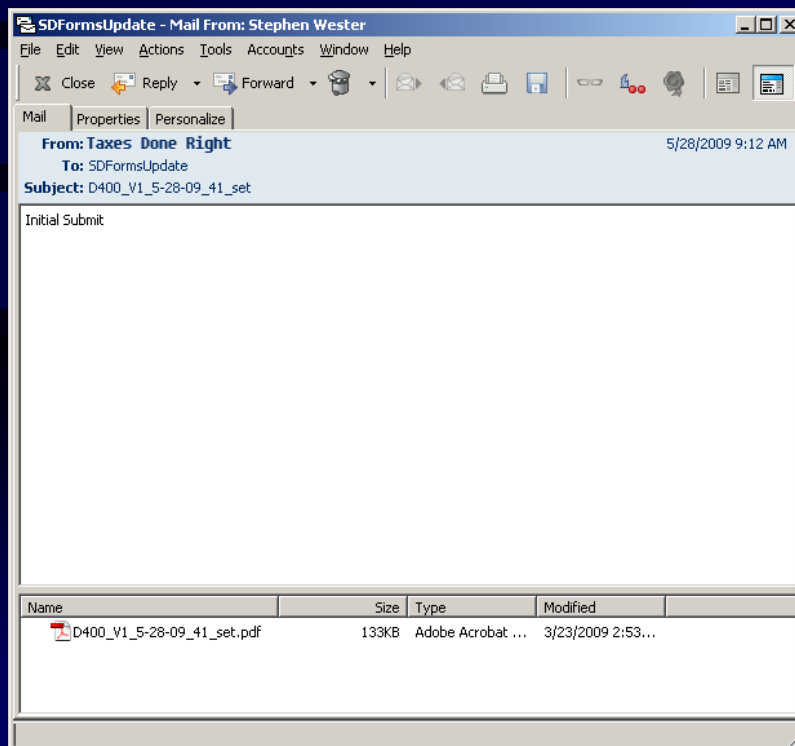 SDFormsUpdate - Mail From: Stephen Wester
File Edit View Actions Tools Accounts Window Help
Close Reply Forward
Mail Properties Personalize
From: Taxes Done Right 5/28/2009 9:12 AM
To: SDFormsUpdate
Subject: D400_V1_5-28-09_41_set
Initial Submit
Name Size Type Modified
D400_V1_5-28-09_41_set.pdf 133KB Adobe Acrobat ... 3/23/2009 2:53...